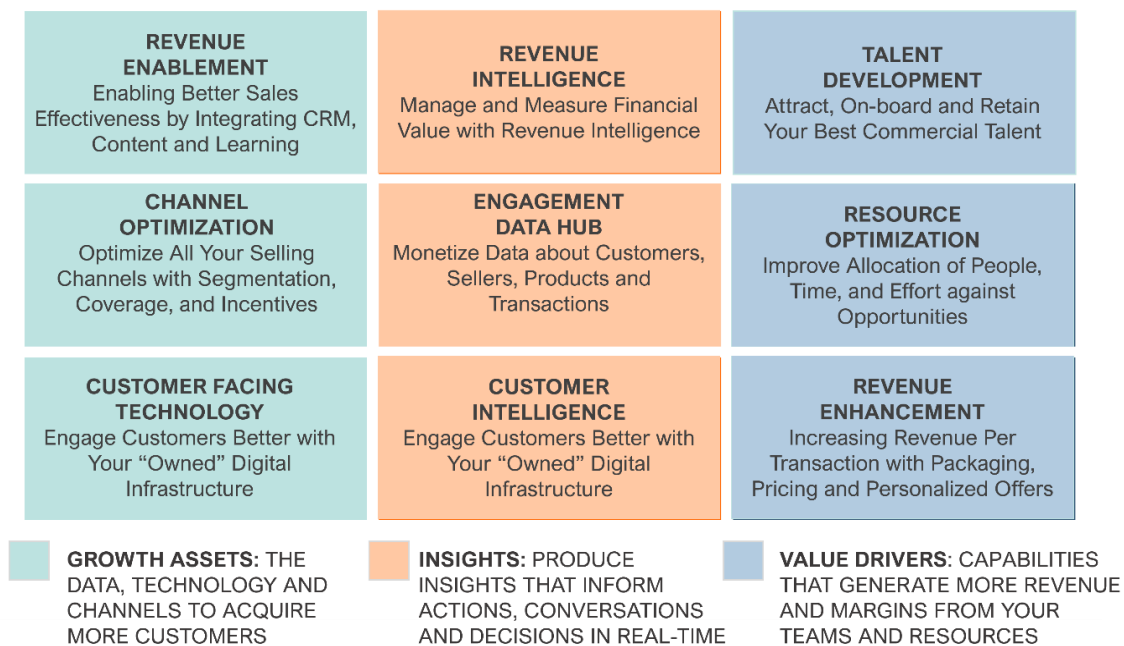 REVENUE
ENABLEMENT
Enabling Better Sales
Effectiveness by Integrating CRM,
Content and Learning
REVENUE
INTELLIGENCE
Manage and Measure Financial
Value with Revenue Intelligence
TALENT
DEVELOPMENT
Attract, On-board and Retain
Your Best Commercial Talent
CHANNEL
OPTIMIZATION
Optimize All Your Selling
Channels with Segmentation,
Coverage, and Incentives
ENGAGEMENT
DATA HUB
Monetize Data about Customers,
Sellers, Products and
Transactions
RESOURCE
OPTIMIZATION
Improve Allocation of People,
Time, and Effort against
Opportunities
CUSTOMER FACING
TECHNOLOGY
Engage Customers Better with
Your “Owned” Digital
Infrastructure
CUSTOMER
INTELLIGENCE
Engage Customers Better with
Your “Owned” Digital
Infrastructure
REVENUE
ENHANCEMENT
Increasing Revenue Per
Transaction with Packaging,
Pricing and Personalized Offers
GROWTH ASSETS: THE
DATA, TECHNOLOGY AND
CHANNELS TO ACQUIRE
MORE CUSTOMERS
INSIGHTS: PRODUCE
INSIGHTS THAT INFORM
ACTIONS, CONVERSATIONS
AND DECISIONS IN REAL-TIME
VALUE DRIVERS: CAPABILITIES
THAT GENERATE MORE REVENUE
AND MARGINS FROM YOUR
TEAMS AND RESOURCES